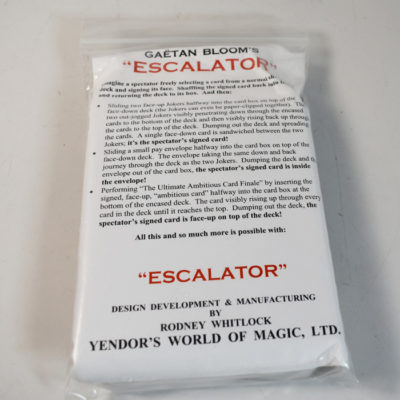 GAËTAN BLOOM'S
"ESCALATOR"
Imagine a spectator freely selecting a card from a normal
deck and signing its face. Shuffling the signed card back into
and returning the deck to its box. And then:
• Sliding two face-up Jokers halfway into the card box on top of the
face-down deck (the Jokers can even be paper-clipped together). The
two out-jogged Jokers visibly penetrating down through the encased
cards to the bottom of the deck and then visibly rising back up through
the cards to the top of the deck. Dumping out the deck and spreading
the cards. A single face-down card is sandwiched between the two
Jokers; it's the spectator's signed card!
• Sliding a small pay envelope halfway into the card box on top of the
face-down deck. The envelope taking the same down and back
journey through the deck as the two Jokers. Dumping the deck and
envelope out of the card box, the spectator's signed card is inside
the envelope!
• Performing "The Ultimate Ambitious Card Finale" by inserting the
signed, face-up, "ambitious card" halfway into the card box at the
bottom of the encased deck. The card visibly rising up through every
card in the deck until it reaches the top. Dumping out the deck, the
spectator's signed card is face-up on top of the deck!
All this and so much more is possible with:
"ESCALATOR"
DESIGN DEVELOPMENT & MANUFACTURING
BY
RODNEY WHITLOCK
YENDOR'S WORLD OF MAGIC, LTD.